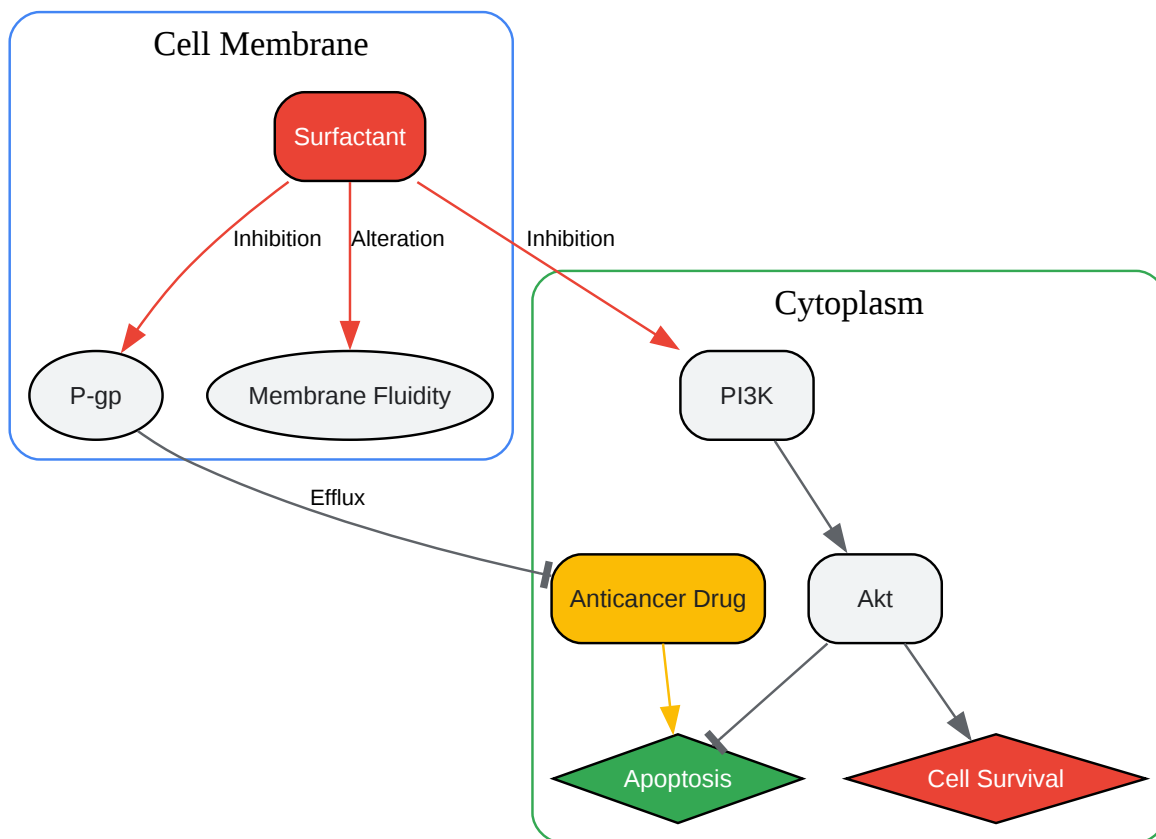 Cell Membrane
Surfactant
Inhibition
Alteration
Inhibition
Cytoplasm
P-gp
Membrane Fluidity
PI3K
Efflux
Anticancer Drug
Akt
Apoptosis
Cell Survival